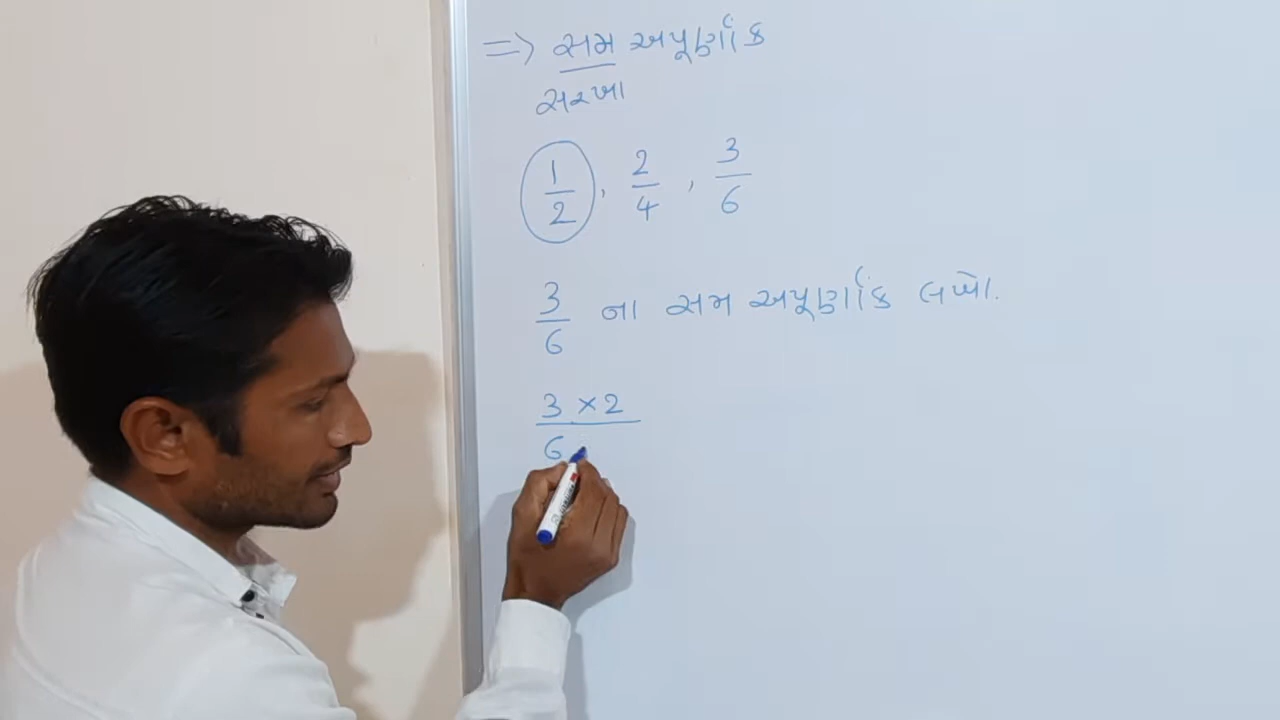 => સમ અપૂર્ણાંક
સરખા
1/2, 2/4, 3/6
3/6 ના સમ અપૂર્ણાંક લખો.
3 × 2
6